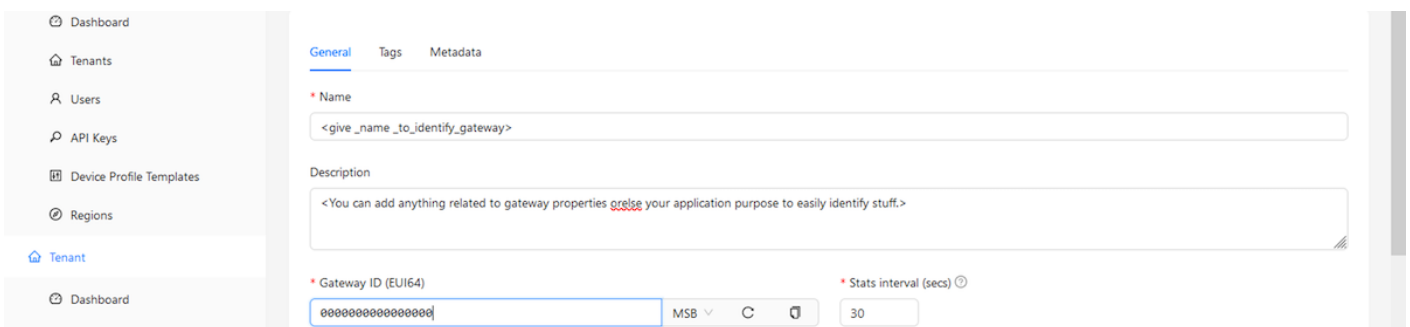 Dashboard
Tenants
Users
API Keys
Device Profile Templates
Regions
Tenant
Dashboard
General Tags Metadata
* Name
<give _name _to_identify_gateway>
Description
<You can add anything related to gateway properties orelse your application purpose to easily identify stuff.>
* Gateway ID (EUI64) * Stats interval (secs)
0000000000000000 MSB 30